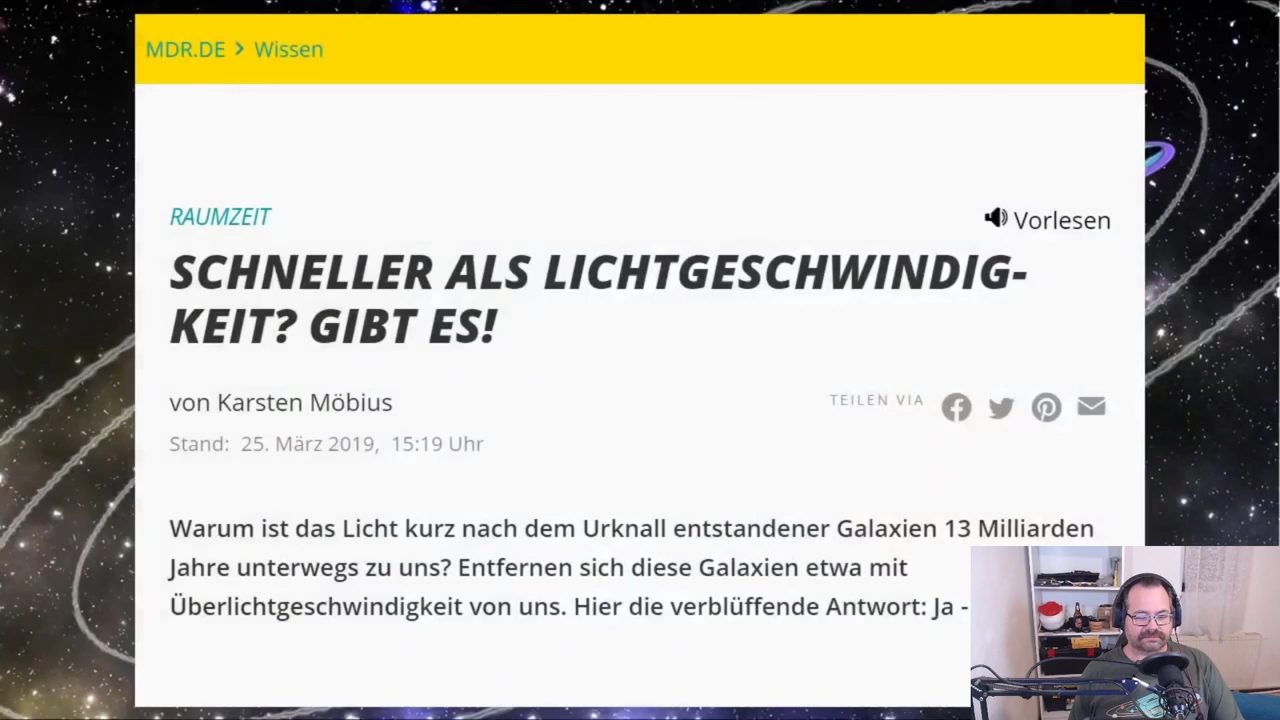 MDR.DE > Wissen
RAUMZEIT
Vorlesen
SCHNELLER ALS LICHTGESCHWINDIG-
KEIT? GIBT ES!
von Karsten Möbius
TEILEN VIA
Stand: 25. März 2019, 15:19 Uhr
Warum ist das Licht kurz nach dem Urknall entstandener Galaxien 13 Milliarden
Jahre unterwegs zu uns? Entfernen sich diese Galaxien etwa mit
Überlichtgeschwindigkeit von uns. Hier die verblüffende Antwort: Ja -